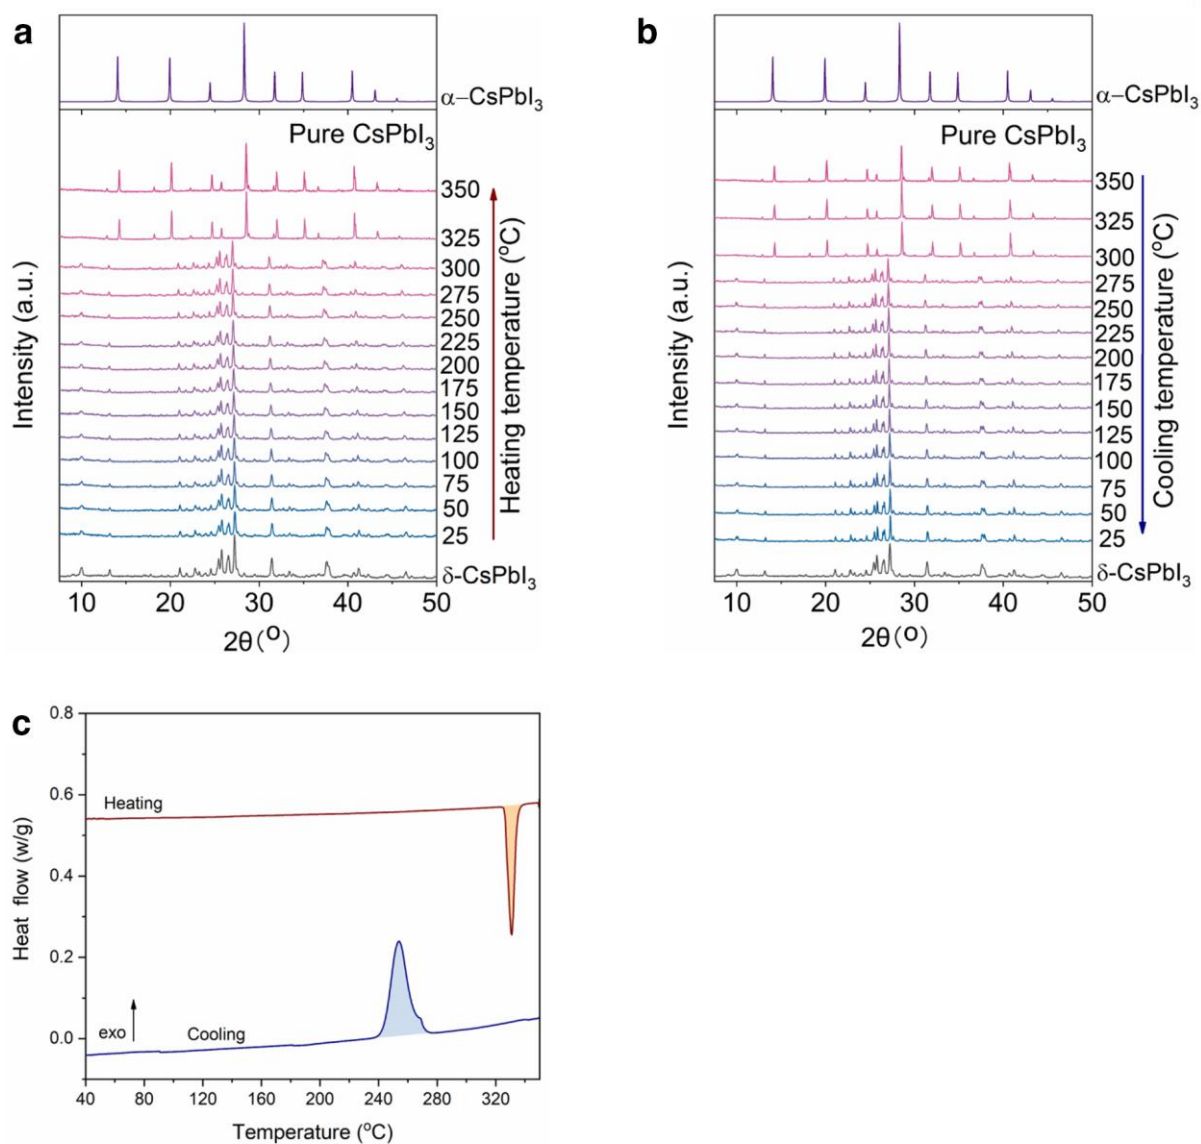 a
α−CsPbI₃
Pure CsPbI₃
350
325
300
275
250
225
200
175
150
125
100
75
50
25
δ-CsPbI₃
Intensity (a.u.)
Heating temperature (°C)
10 20 30 40 50
2θ(°)
b
α−CsPbI₃
Pure CsPbI₃
350
325
300
275
250
225
200
175
150
125
100
75
50
25
δ-CsPbI₃
Intensity (a.u.)
Cooling temperature (°C)
10 20 30 40 50
2θ(°)
c
0.8
0.6
0.4
0.2
0.0
Heat flow (w/g)
Heating
exo
Cooling
40 80 120 160 200 240 280 320
Temperature (°C)